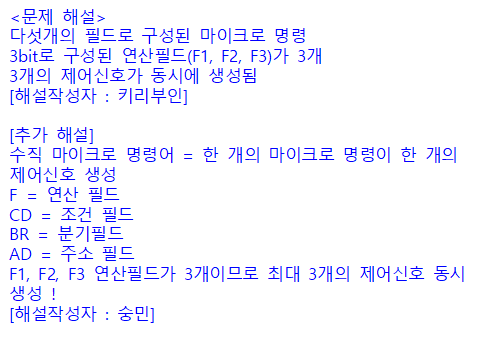 <문제 해설>
다섯개의 필드로 구성된 마이크로 명령
3bit로 구성된 연산필드(F1, F2, F3)가 3개
3개의 제어신호가 동시에 생성됨
[해설작성자 : 키리부인]

[추가 해설]
수직 마이크로 명령어 = 한 개의 마이크로 명령이 한 개의
제어신호 생성
F = 연산 필드
CD = 조건 필드
BR = 분기필드
AD = 주소 필드
F1, F2, F3 연산필드가 3개이므로 최대 3개의 제어신호 동시
생성 !
[해설작성자 : 숭민]